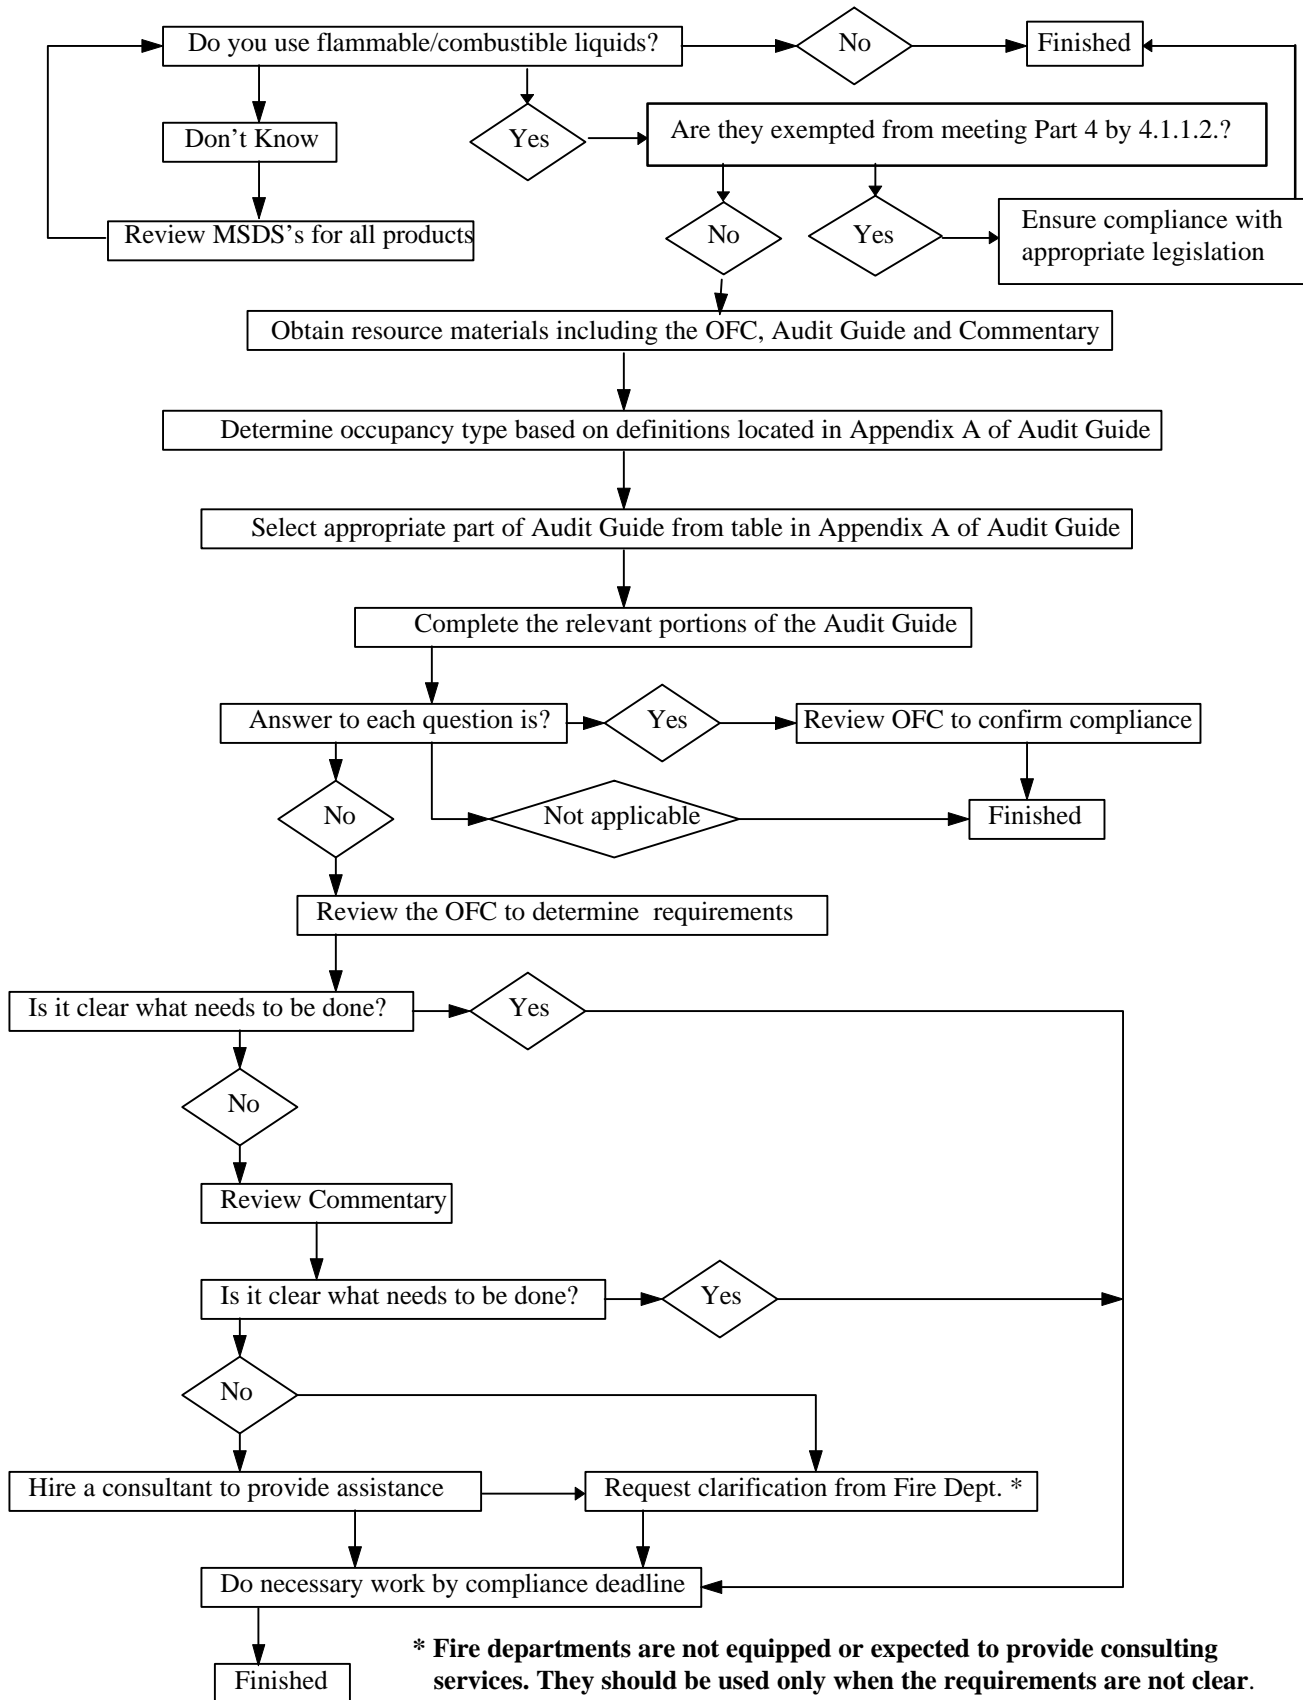 Do you use flammable/combustible liquids?
No
Finished
Don't Know
Yes
Are they exempted from meeting Part 4 by 4.1.1.2.?
Review MSDS's for all products
No
Yes
Ensure compliance with
appropriate legislation
Obtain resource materials including the OFC, Audit Guide and Commentary
Determine occupancy type based on definitions located in Appendix A of Audit Guide
Select appropriate part of Audit Guide from table in Appendix A of Audit Guide
Complete the relevant portions of the Audit Guide
Answer to each question is?
Yes
Review OFC to confirm compliance
No
Not applicable
Finished
Review the OFC to determine requirements
Is it clear what needs to be done?
Yes
No
Review Commentary
Is it clear what needs to be done?
Yes
No
Hire a consultant to provide assistance
Request clarification from Fire Dept. *
Do necessary work by compliance deadline
Finished
* Fire departments are not equipped or expected to provide consulting
services. They should be used only when the requirements are not clear.